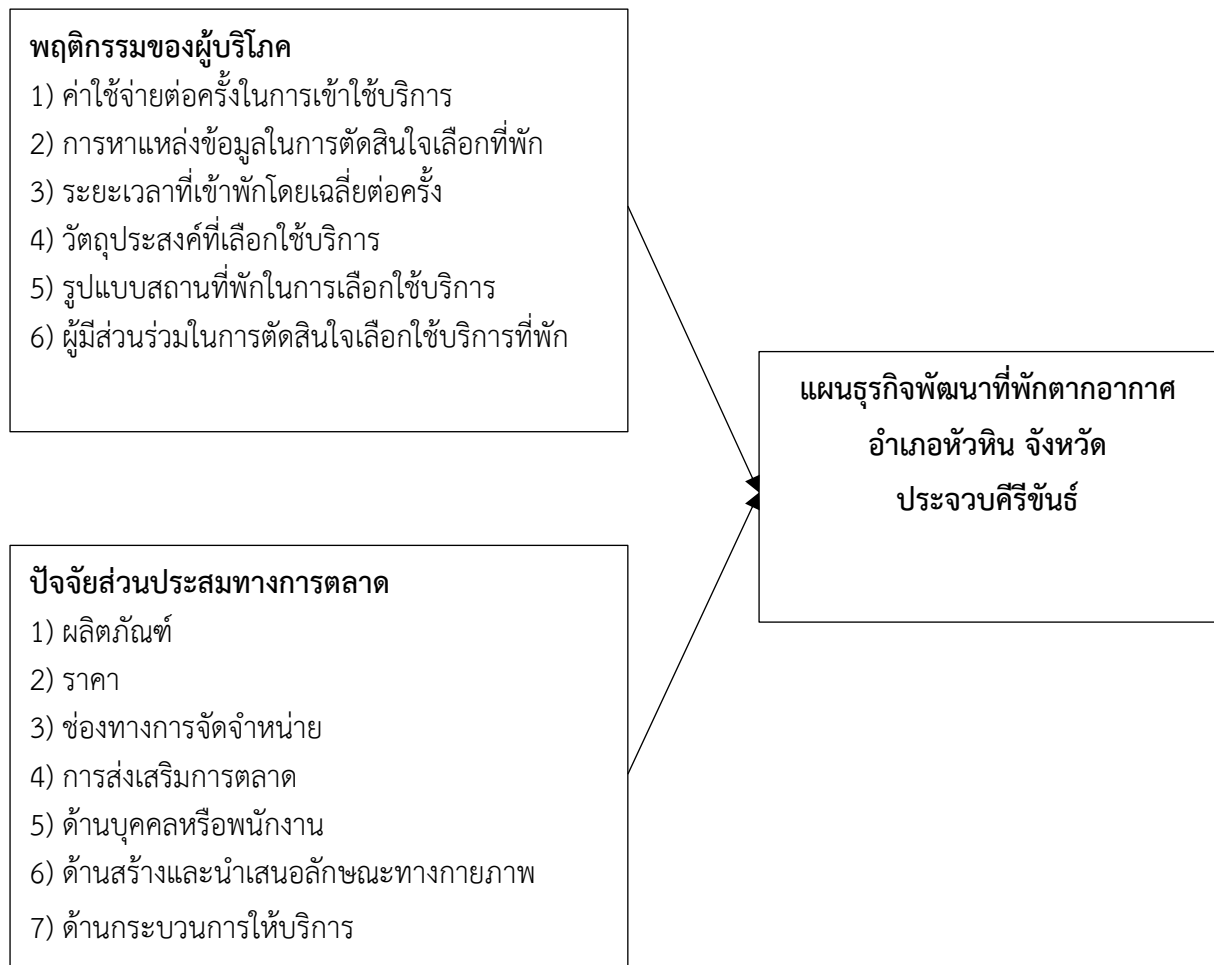 พฤติกรรมของผู้บริโภค
1) ค่าใช้จ่ายต่อครั้งในการเข้าใช้บริการ
2) การหาแหล่งข้อมูลในการตัดสินใจเลือกที่พัก
3) ระยะเวลาที่เข้าพักโดยเฉลี่ยต่อครั้ง
4) วัตถุประสงค์ที่เลือกใช้บริการ
5) รูปแบบสถานที่พักในการเลือกใช้บริการ
6) ผู้มีส่วนร่วมในการตัดสินใจเลือกใช้บริการที่พัก
แผนธุรกิจพัฒนาที่พักตากอากาศ
อำเภอหัวหิน จังหวัด
ประจวบคีรีขันธ์
ปัจจัยส่วนประสมทางการตลาด
1) ผลิตภัณฑ์
2) ราคา
3) ช่องทางการจัดจำหน่าย
4) การส่งเสริมการตลาด
5) ด้านบุคคลหรือพนักงาน
6) ด้านสร้างและนำเสนอลักษณะทางกายภาพ
7) ด้านกระบวนการให้บริการ